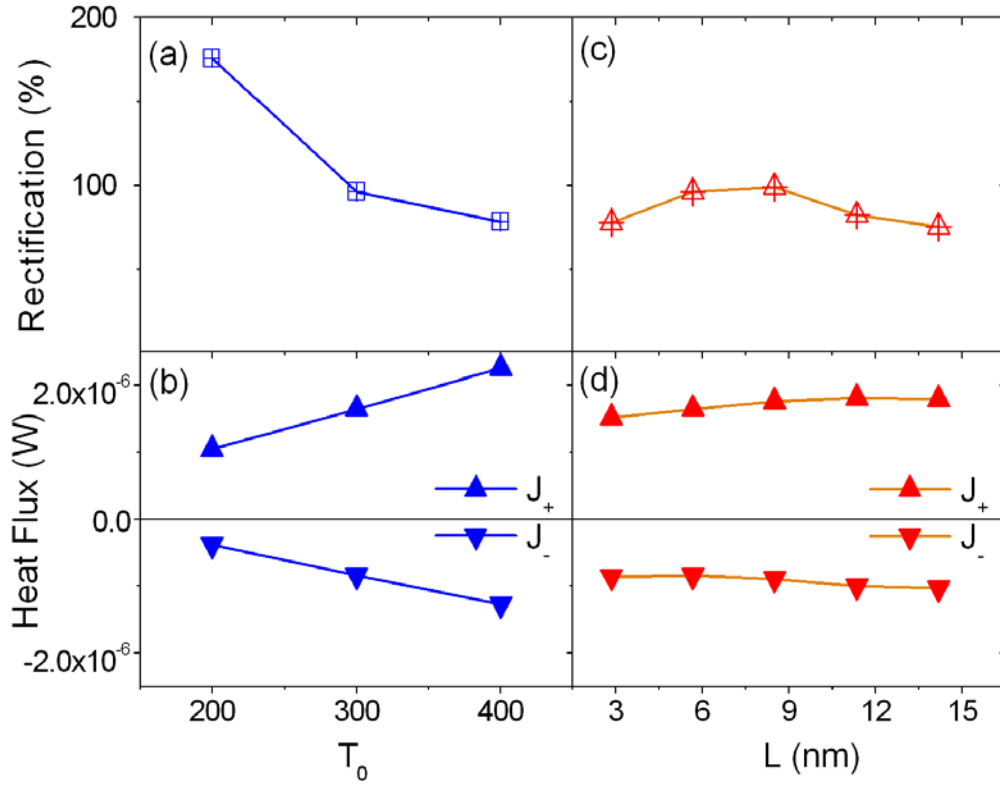 200
(a)
(c)
Rectification (%)
100
(b)
(d)
2.0x10⁻⁶
Heat Flux (W)
J₊
J₊
0.0
J₋
J₋
-2.0x10⁻⁶
200 300 400
3 6 9 12 15
T₀
L (nm)